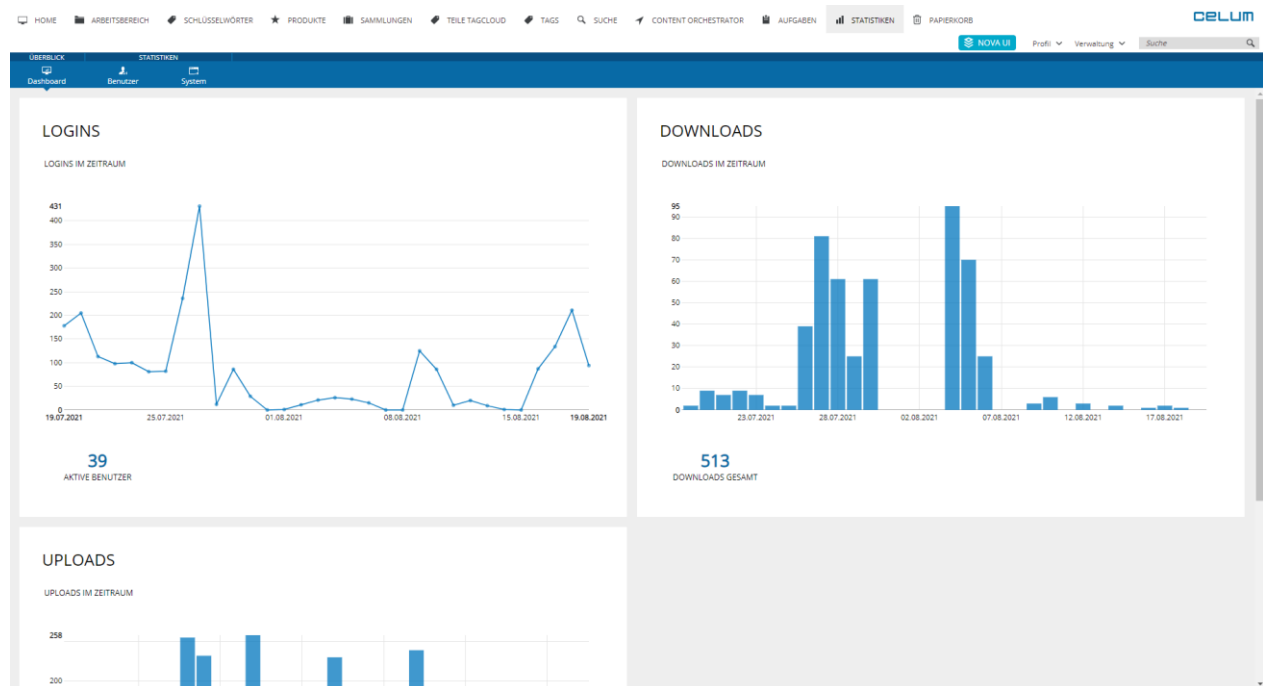 HOME ARBEITSBEREICH SCHLÜSSELWÖRTER PRODUKTE SAMMLUNGEN TEILE TAGCLOUD TAGS SUCHE CONTENT ORCHESTRATOR AUFGABEN STATISTIKEN PAPIERKORB
CELUM
NOVA UI Profil Verwaltung Suche
ÜBERBLICK STATISTIKEN
Dashboard Benutzer System
LOGINS
LOGINS IM ZEITRAUM
431
400
350
300
250
200
150
100
50
0
19.07.2021 25.07.2021 01.08.2021 08.08.2021 15.08.2021 19.08.2021
39
AKTIVE BENUTZER
DOWNLOADS
DOWNLOADS IM ZEITRAUM
95
90
80
70
60
50
40
30
20
10
0
23.07.2021 28.07.2021 02.08.2021 07.08.2021 12.08.2021 17.08.2021
513
DOWNLOADS GESAMT
UPLOADS
UPLOADS IM ZEITRAUM
258
200